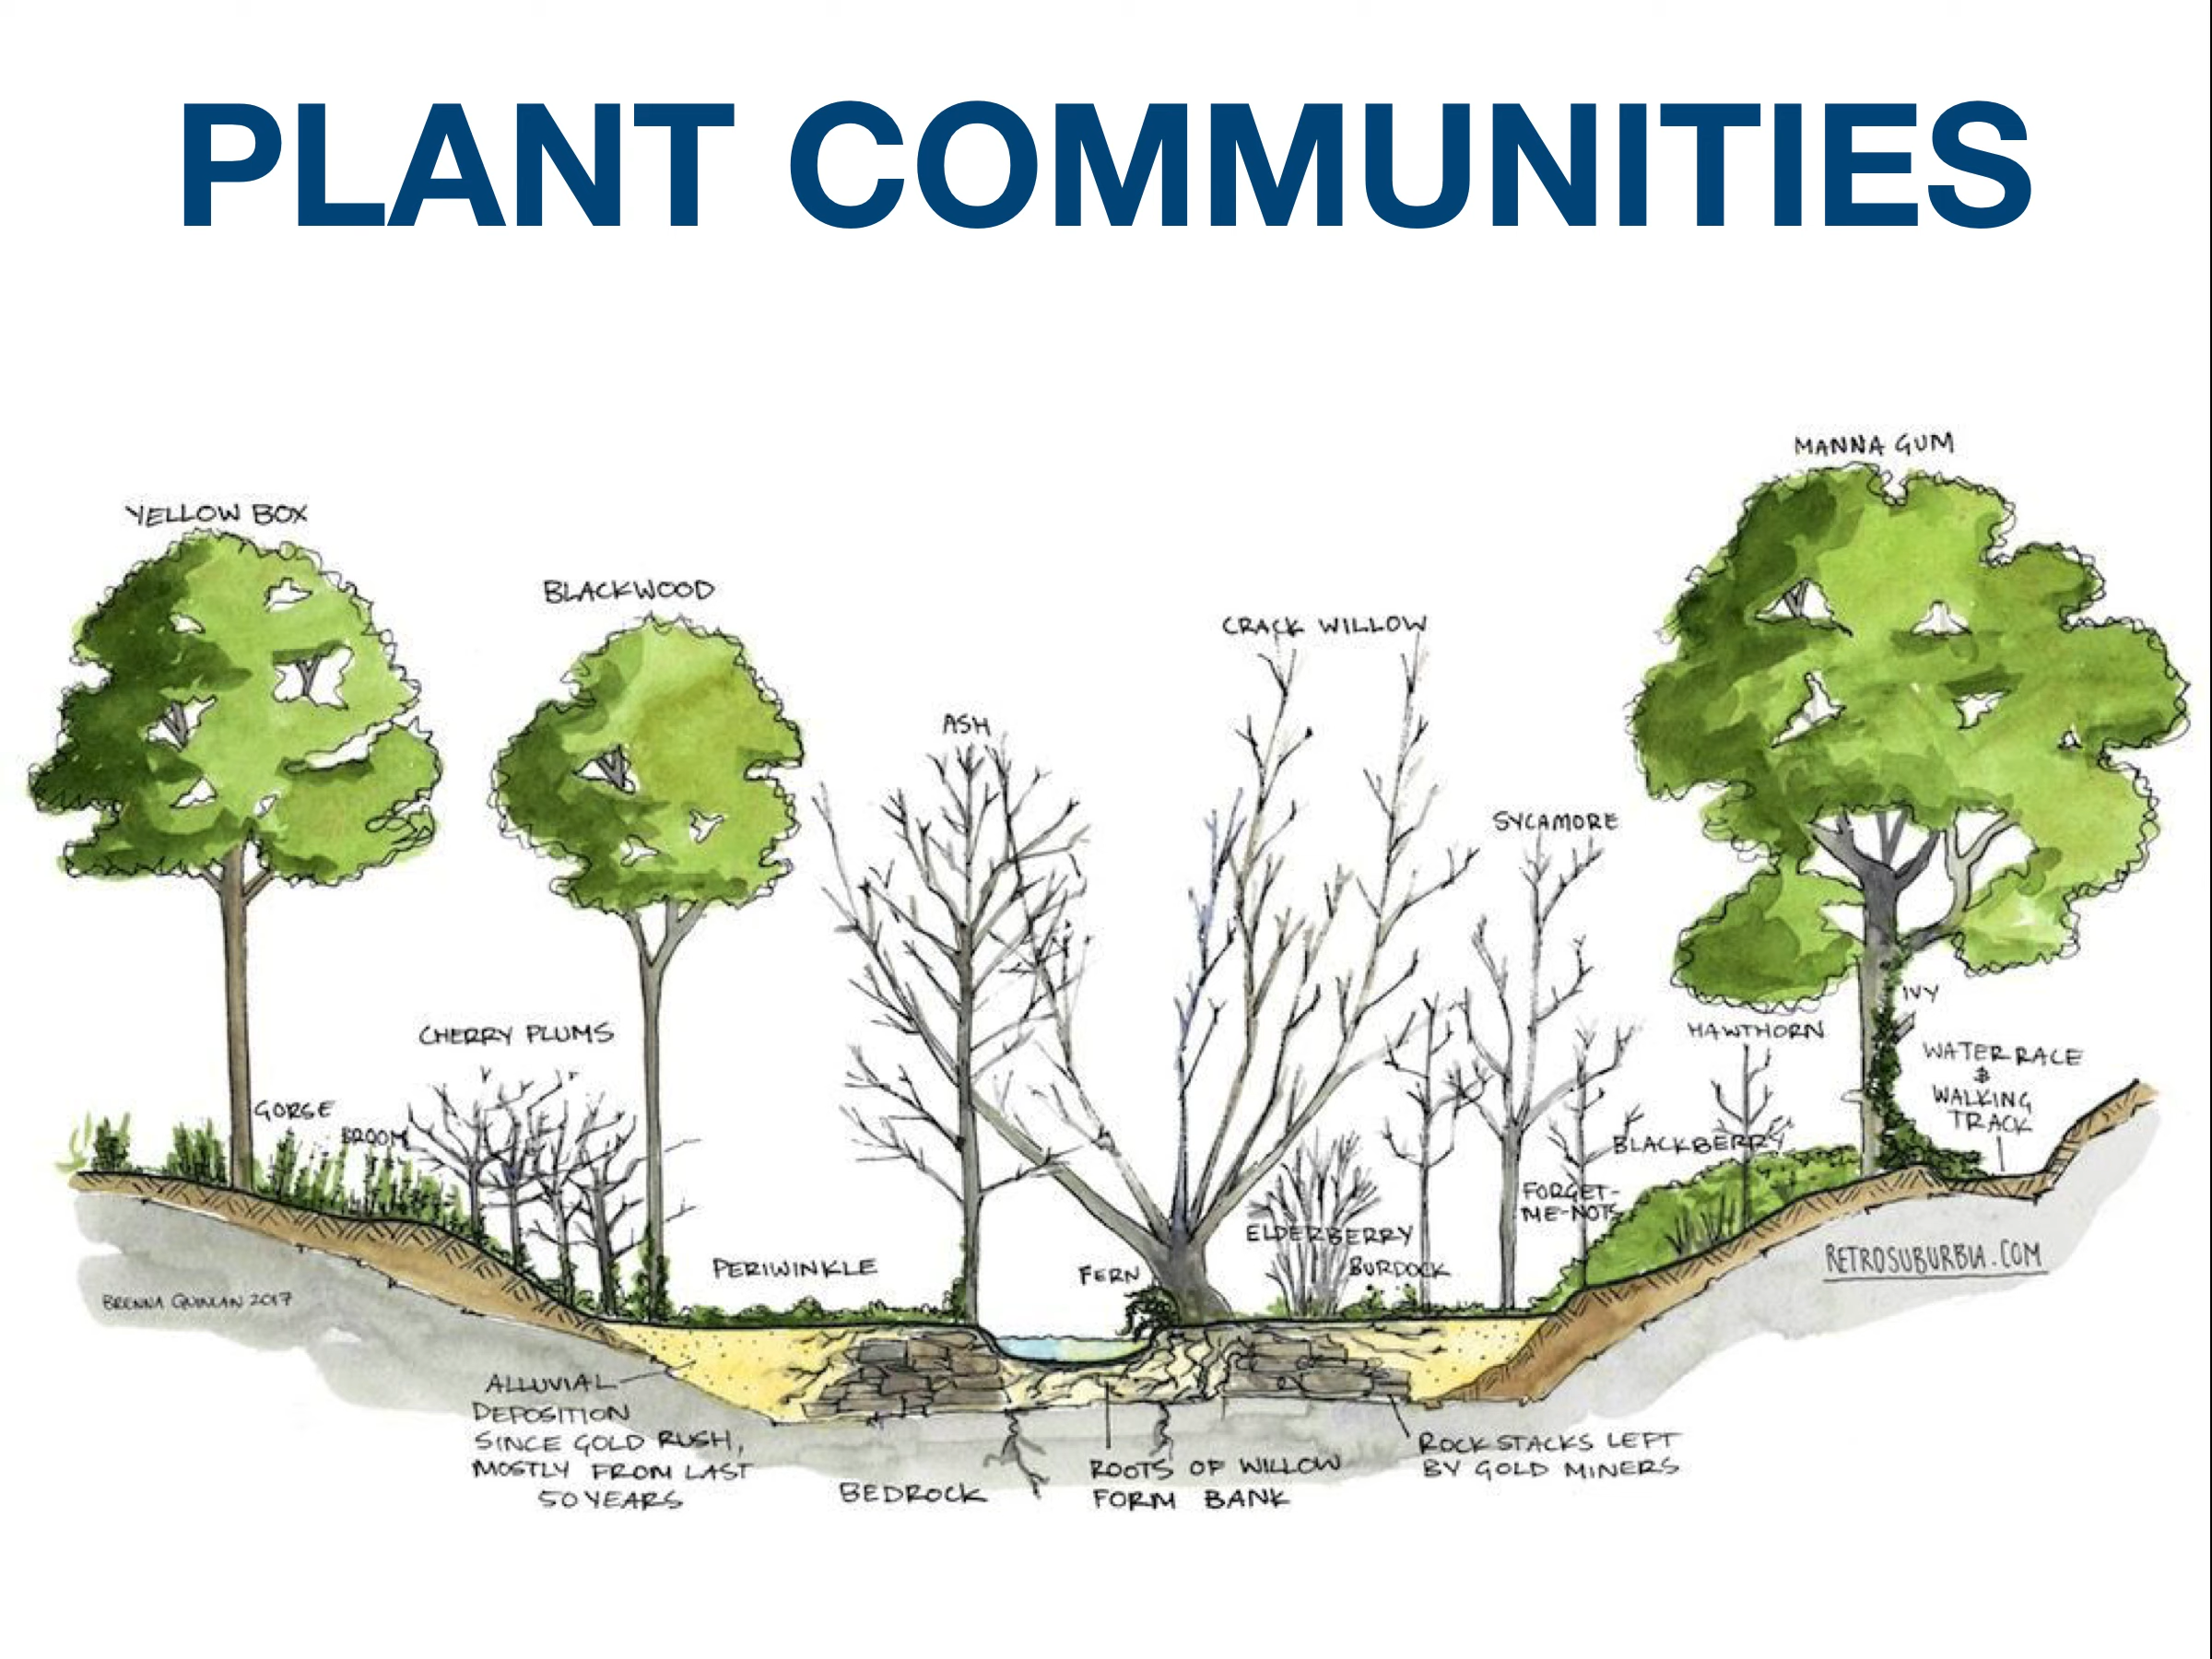 PLANT COMMUNITIES
MANNA GUM
YELLOW BOX
BLACKWOOD
CRACK WILLOW
ASH
SYCAMORE
IVY
HAWTHORN
CHERRY PLUMS
WATER RACE
&
WALKING
TRACK
GORSE
BROOM
BLACKBERRY
FORGET-
ME-NOTS
ELDERBERRY
PERIWINKLE
FERN
BURDOCK
RETROSUBURBIA.COM
BRENNA QUINLAN 2017
ALLUVIAL
DEPOSITION
SINCE GOLD RUSH,
MOSTLY FROM LAST
50 YEARS
BEDROCK
ROOTS OF WILLOW
FORM BANK
ROCK STACKS LEFT
BY GOLD MINERS